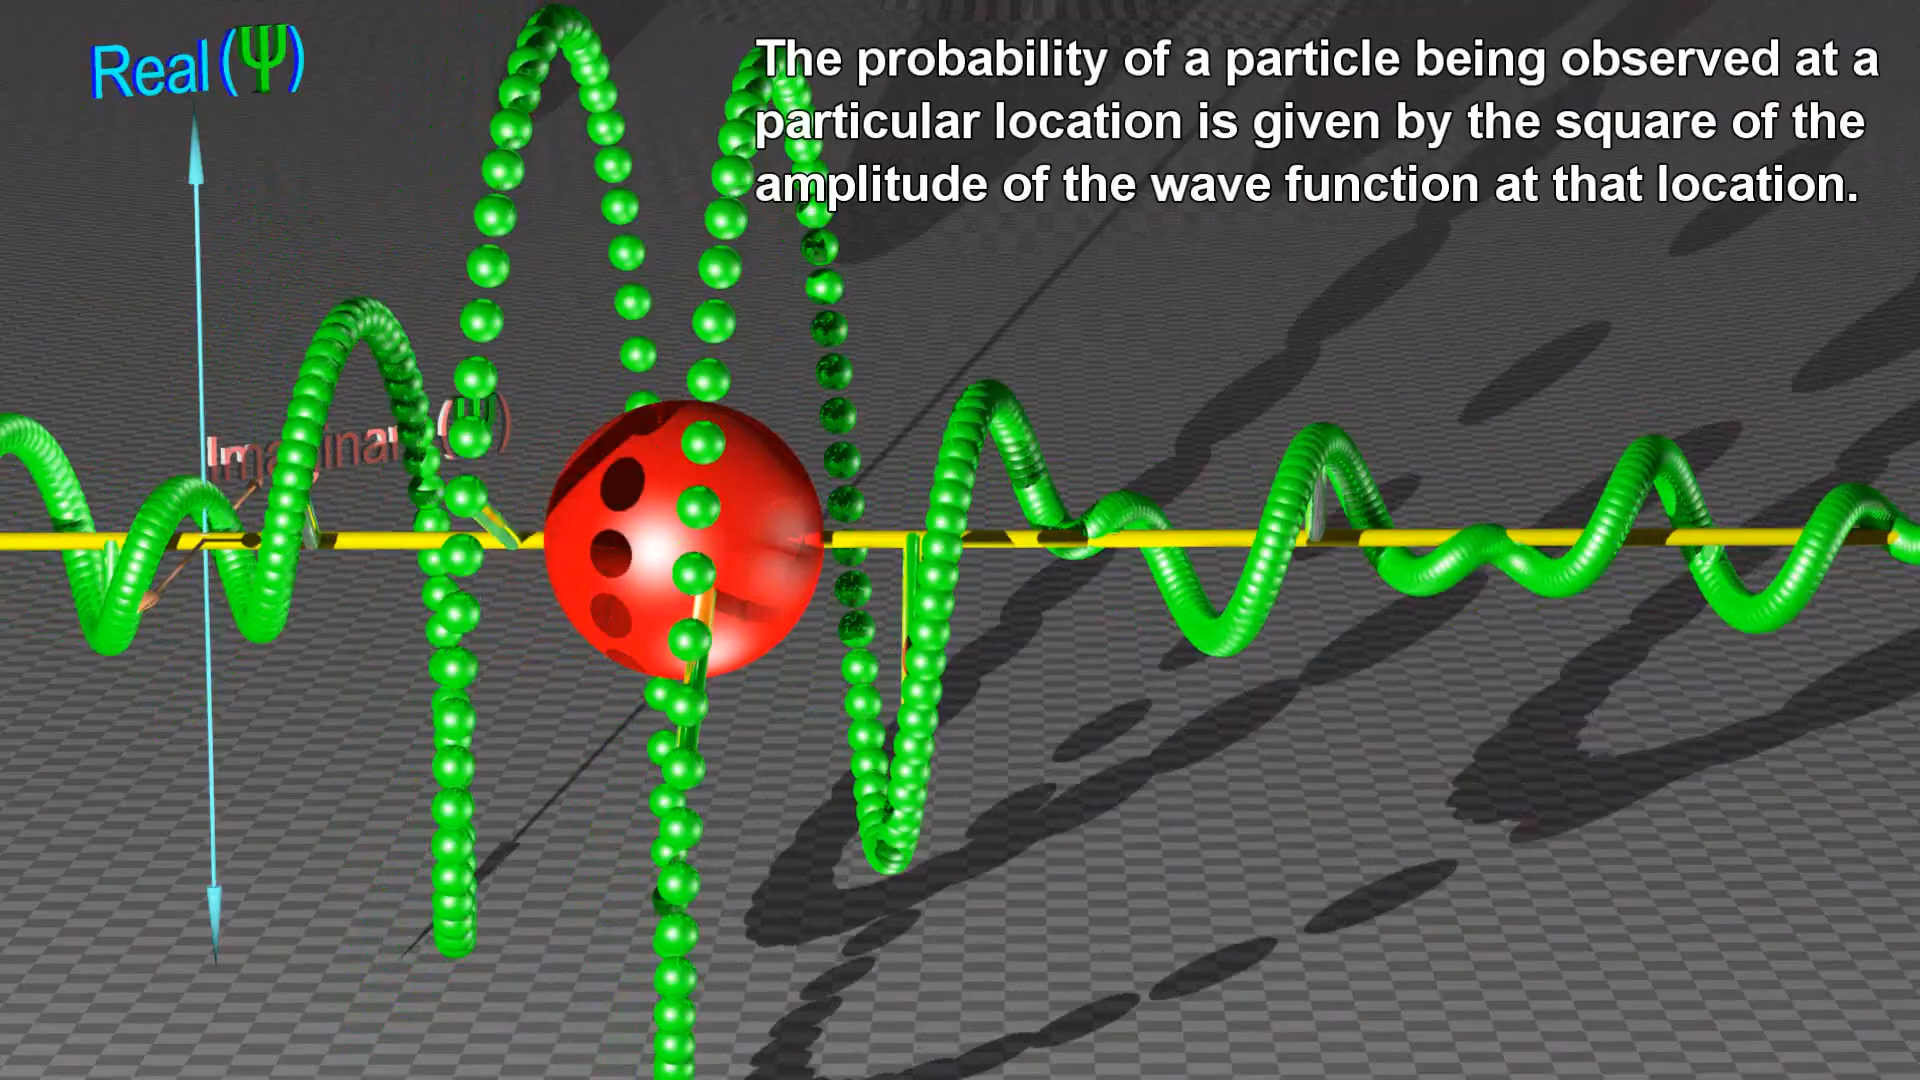 Real(Ψ)
The probability of a particle being observed at a
particular location is given by the square of the
amplitude of the wave function at that location.
Imaginary(Ψ)